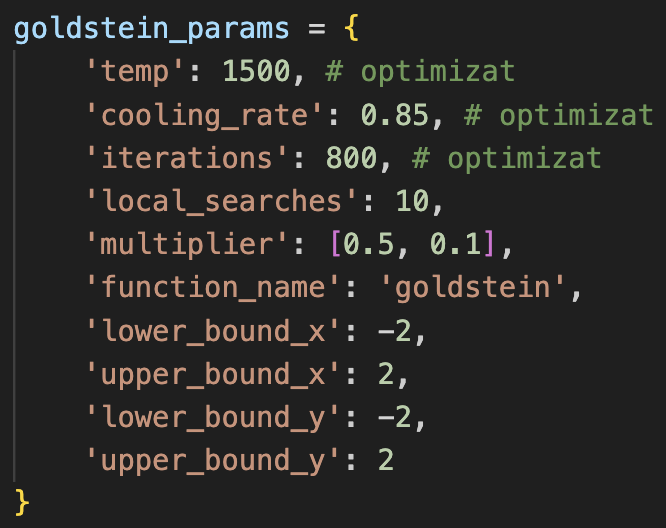 goldstein_params = {
'temp': 1500, # optimizat
'cooling_rate': 0.85, # optimizat
'iterations': 800, # optimizat
'local_searches': 10,
'multiplier': [0.5, 0.1],
'function_name': 'goldstein',
'lower_bound_x': -2,
'upper_bound_x': 2,
'lower_bound_y': -2,
'upper_bound_y': 2
}